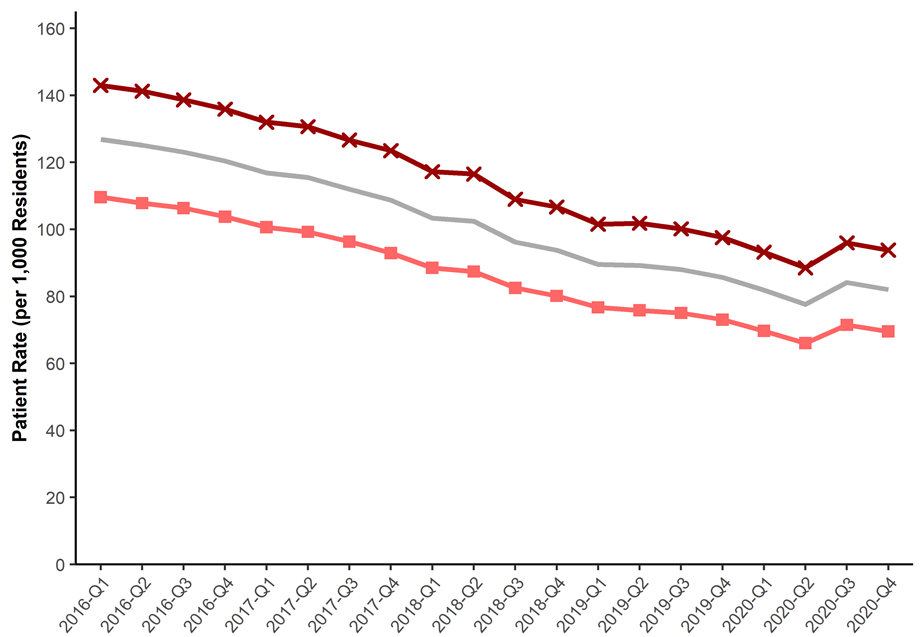 Patient Rate (per 1,000 Residents)
160
140
120
100
80
60
40
20
0
2016-Q1
2016-Q2
2016-Q3
2016-Q4
2017-Q1
2017-Q2
2017-Q3
2017-Q4
2018-Q1
2018-Q2
2018-Q3
2018-Q4
2019-Q1
2019-Q2
2019-Q3
2019-Q4
2020-Q1
2020-Q2
2020-Q3
2020-Q4